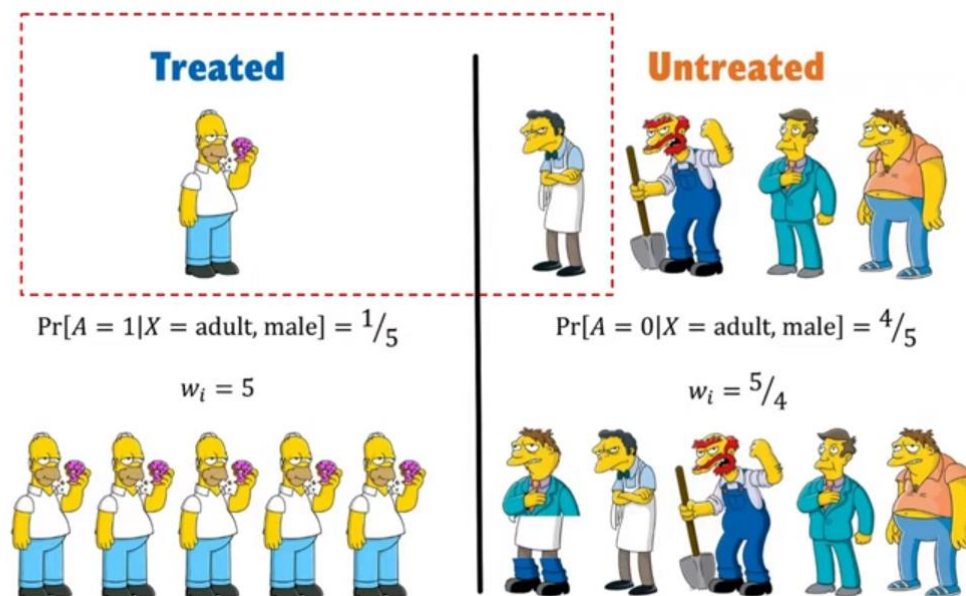 Treated
Untreated
Pr[A = 1|X = adult, male] = 1/5
Pr[A = 0|X = adult, male] = 4/5
w_i = 5
w_i = 5/4